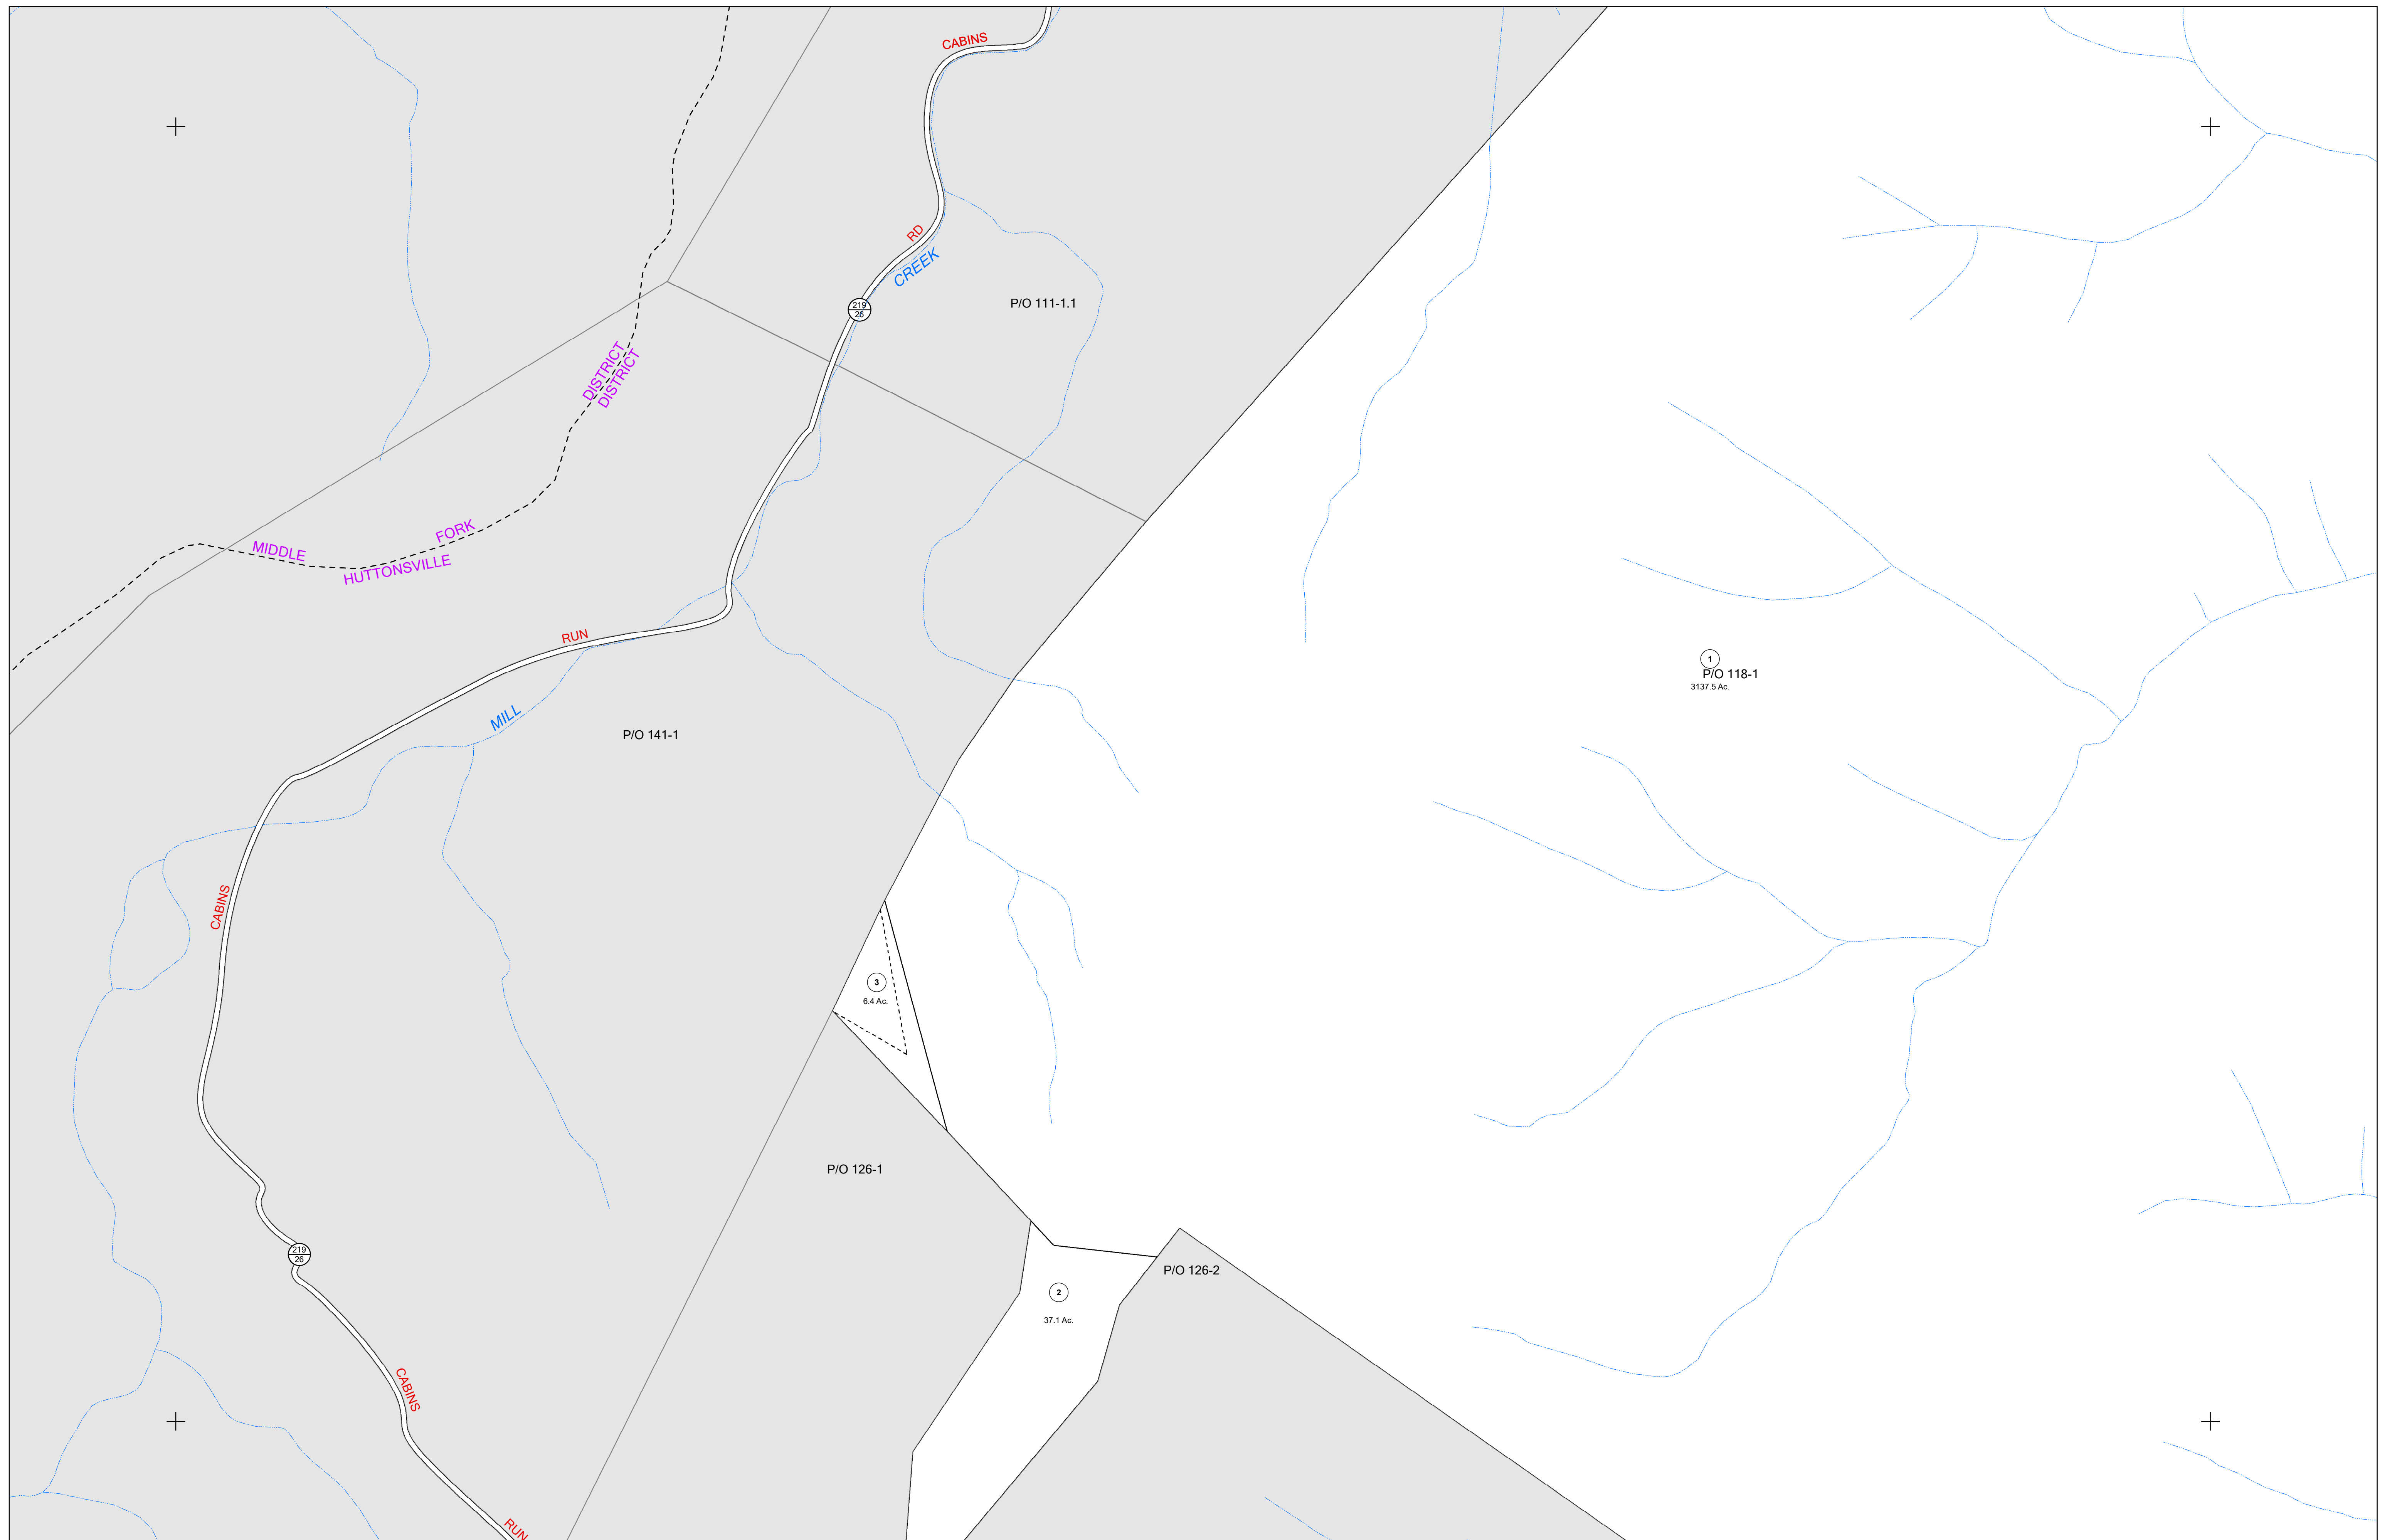 CABINS
RD
CREEK
219
26
P/O 111-1.1
DISTRICT
DISTRICT
MIDDLE
FORK
HUTTONSVILLE
RUN
1
P/O 118-1
3137.5 Ac.
MILL
P/O 141-1
CABINS
3
6.4 Ac.
P/O 126-1
219
26
P/O 126-2
2
37.1 Ac.
CABINS
RUN